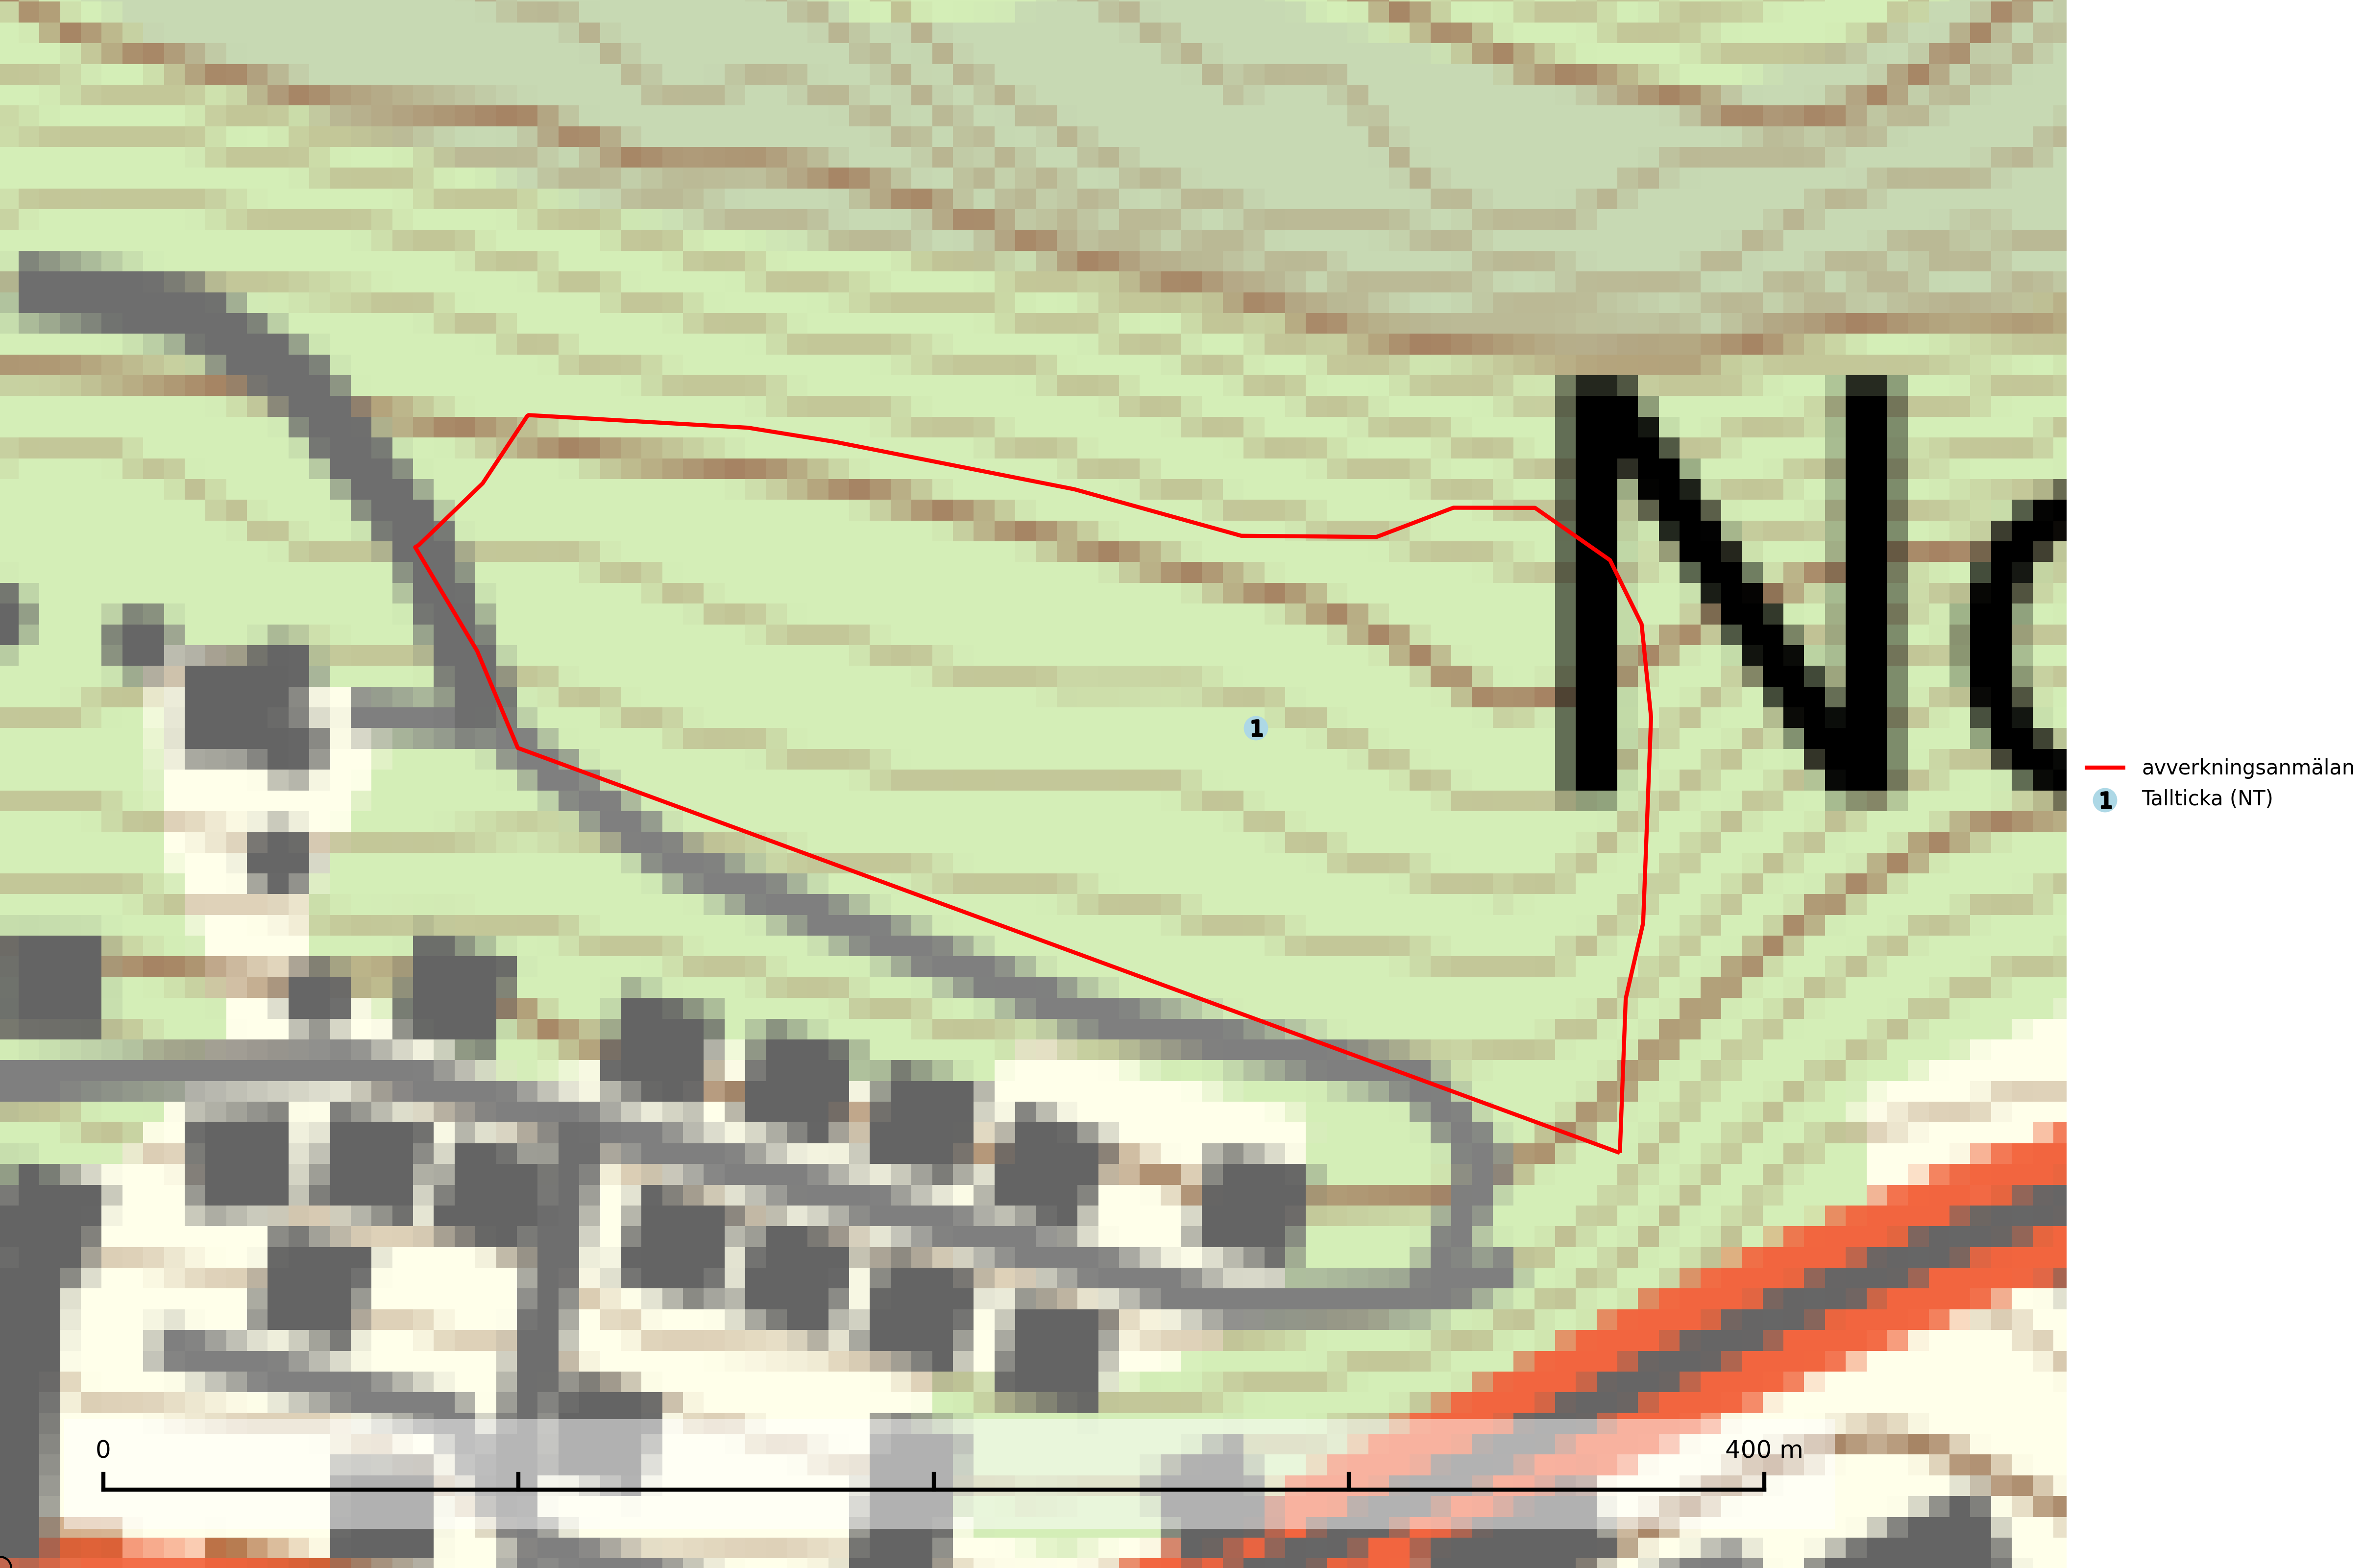 N
1
avverkningsanmälan
1 Tallticka (NT)
0 400 m